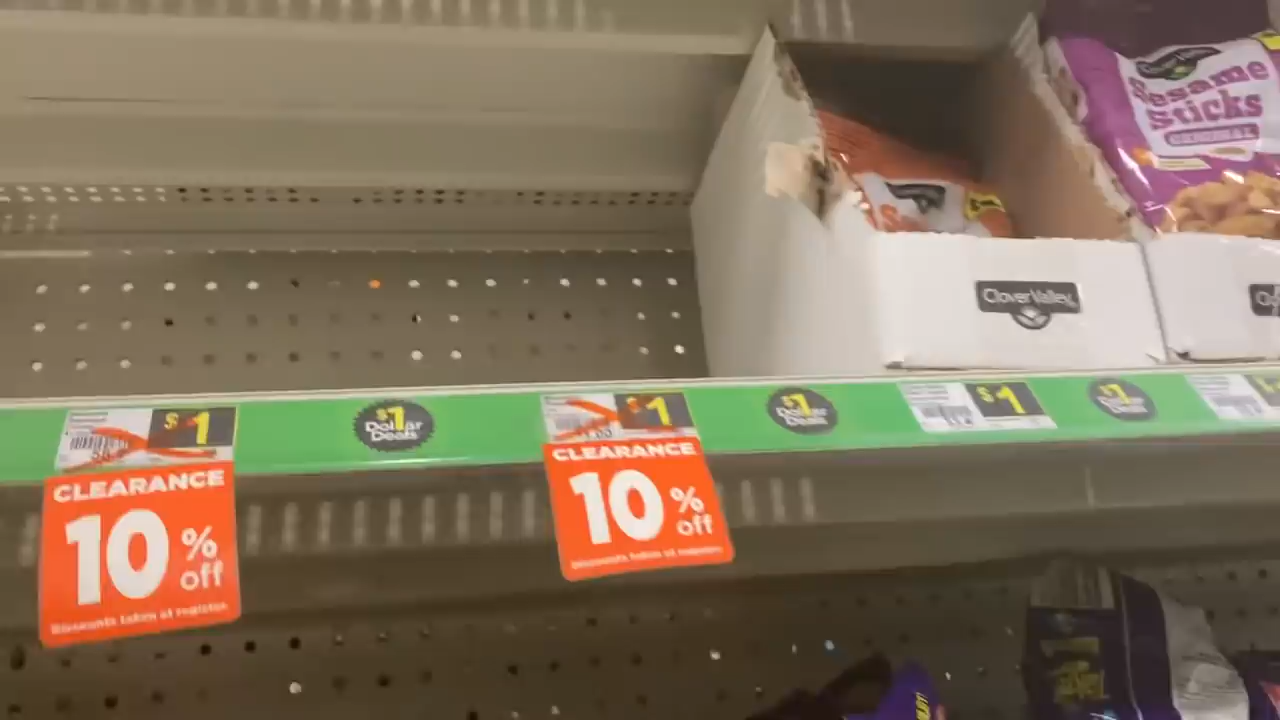 Clover Valley
Sesame
Sticks
ORIGINAL
Clover Valley
$1
$1
Dollar
Deals
$1
$1
Dollar
Deals
$1
$1
Dollar
Deals
CLEARANCE
10 % off
Discounts taken at register
CLEARANCE
10 % off
Discounts taken at register